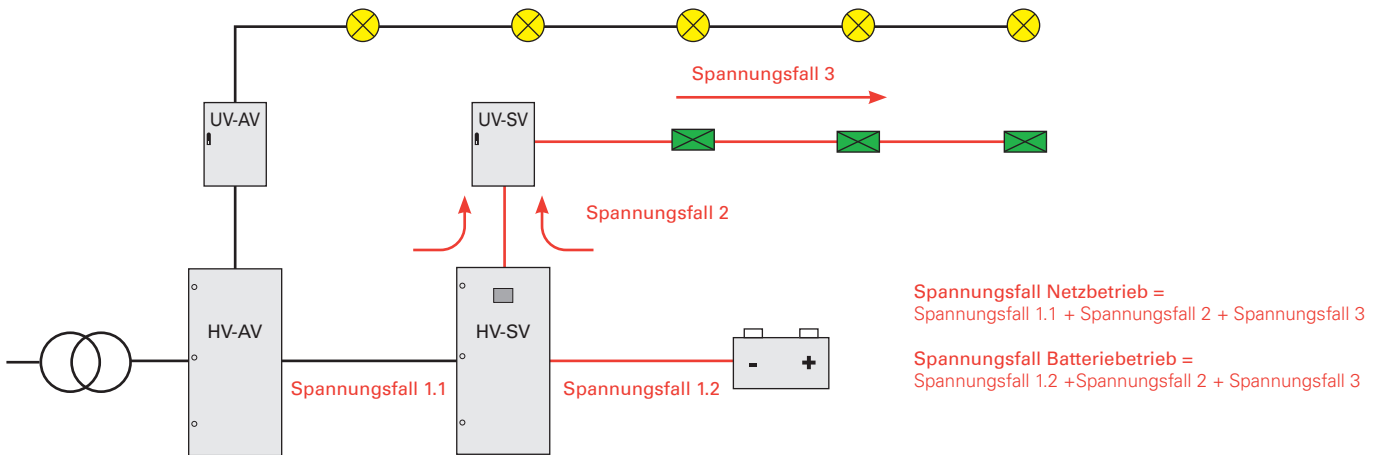 Spannungsfall 3
UV-AV
UV-SV
Spannungsfall 2
HV-AV
HV-SV
- +
Spannungsfall 1.1
Spannungsfall 1.2
Spannungsfall Netzbetrieb =
Spannungsfall 1.1 + Spannungsfall 2 + Spannungsfall 3
Spannungsfall Batteriebetrieb =
Spannungsfall 1.2 +Spannungsfall 2 + Spannungsfall 3